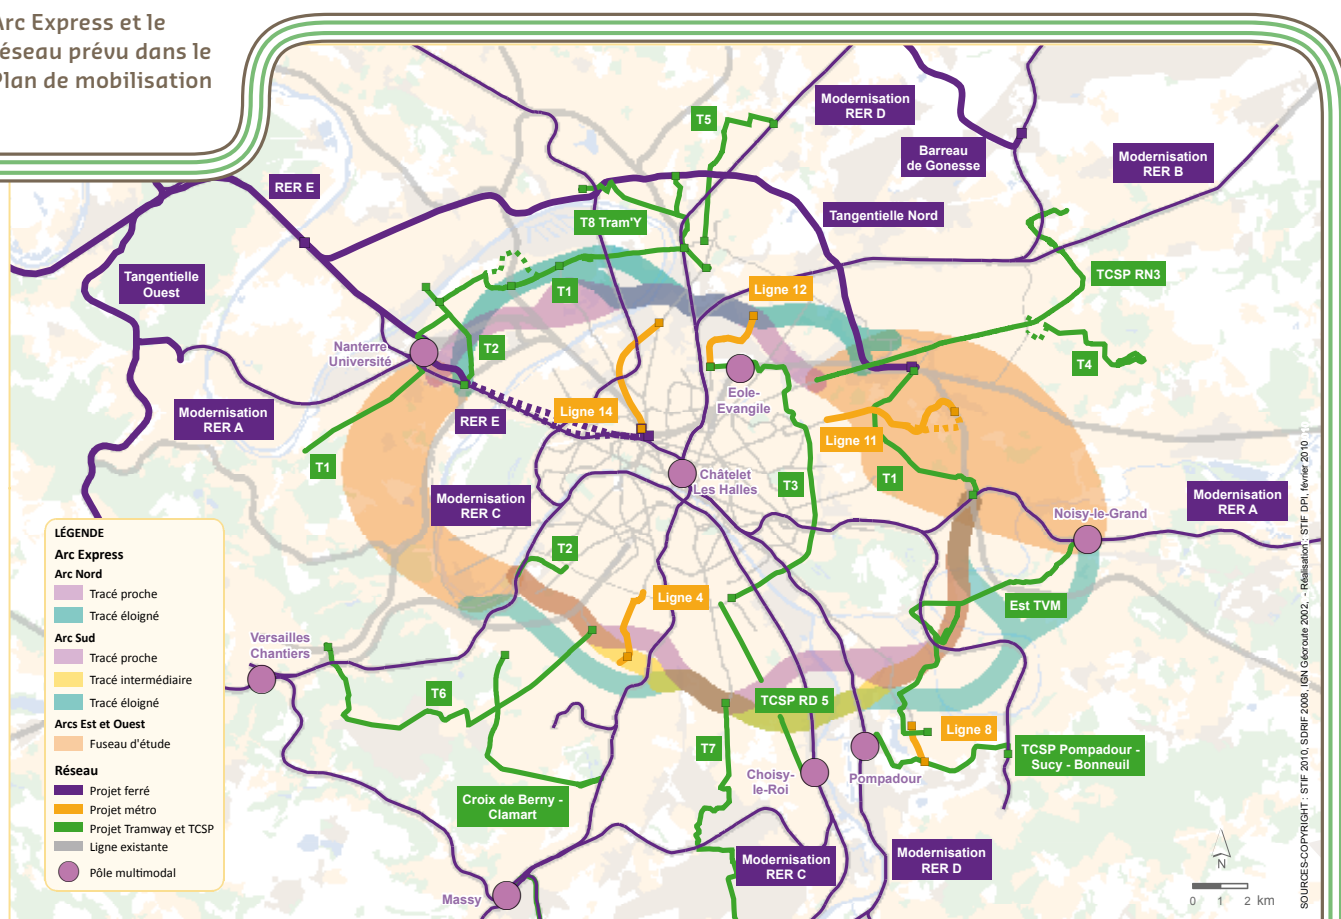 Arc Express et le
réseau prévu dans le
Plan de mobilisation
Modernisation
RER D
T5
Barreau
de Gonesse
Modernisation
RER B
RER E
T8 Tram'Y
Tangentielle Nord
Tangentielle
Ouest
TCSP RN3
Ligne 12
T1
Nanterre
Université
T2
T4
Eole-
Evangile
Modernisation
RER A
RER E
Ligne 14
Ligne 11
T1
Châtelet
Les Halles
T3
T1
Modernisation
RER C
Noisy-le-Grand
Modernisation
RER A
T2
Ligne 4
Est TVM
Versailles
Chantiers
T6
TCSP RD 5
T7
Ligne 8
TCSP Pompadour -
Sucy - Bonneuil
Choisy-
le-Roi
Pompadour
Croix de Berny -
Clamart
Modernisation
RER C
Modernisation
RER D
Massy
LÉGENDE
Arc Express
Arc Nord
Tracé proche
Tracé éloigné
Arc Sud
Tracé proche
Tracé intermédiaire
Tracé éloigné
Arcs Est et Ouest
Fuseau d'étude
Réseau
Projet ferré
Projet métro
Projet Tramway et TCSP
Ligne existante
Pôle multimodal
N
0 1 2 km
SOURCES-COPYRIGHT : STIF 2010, SDRIF 2008, IGN Géoroute 2002, - Réalisation : STIF DPI, février 2010